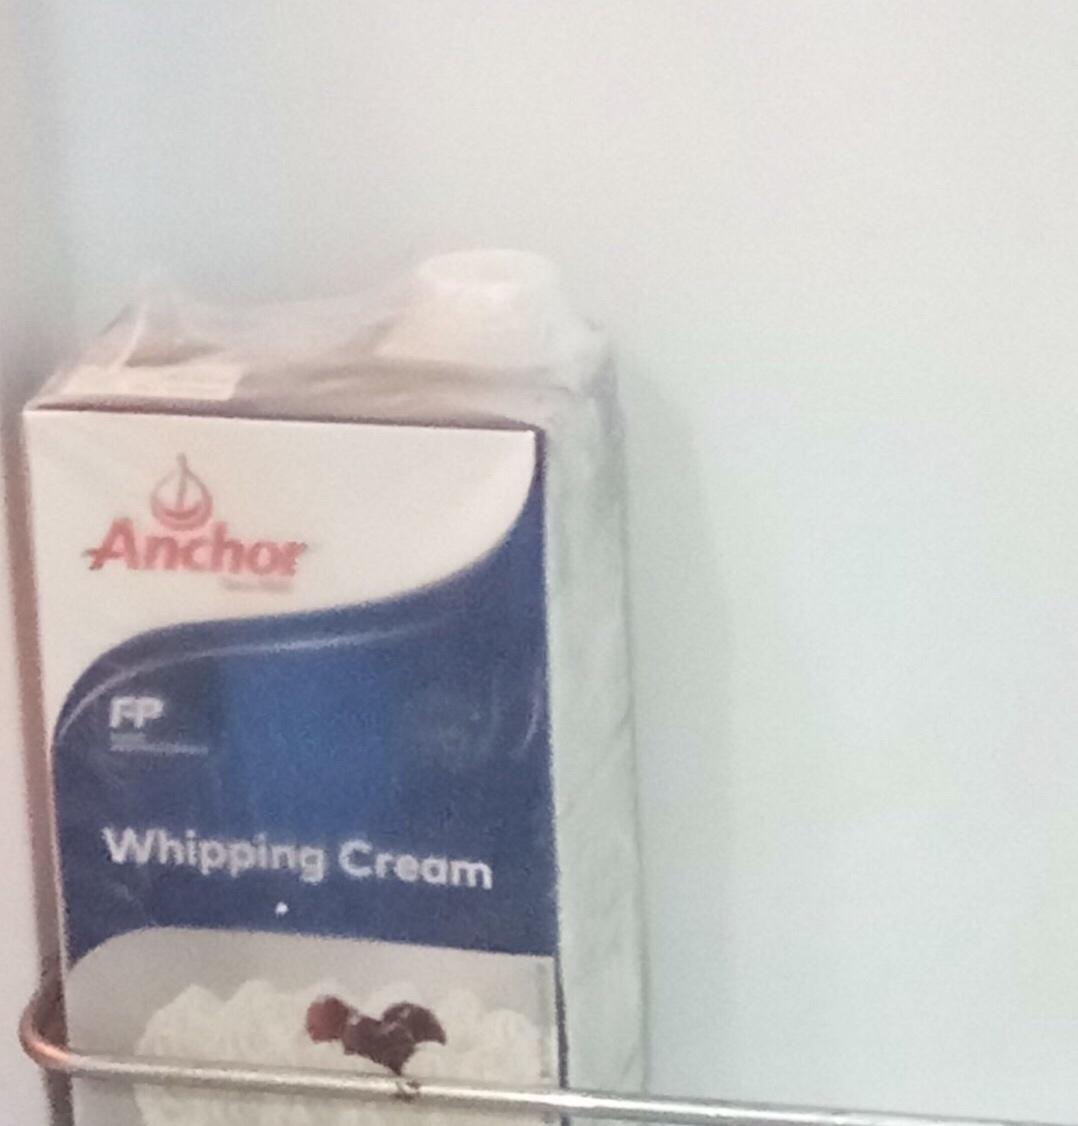 Anchor
FP
Whipping Cream